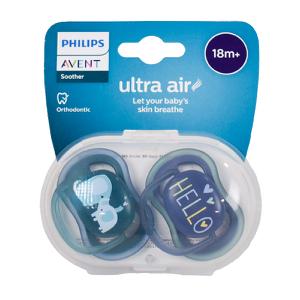 PHILIPS
AVENT
Soother
18m+
Orthodontic
ultra air
Let your baby's
skin breathe
HELLO